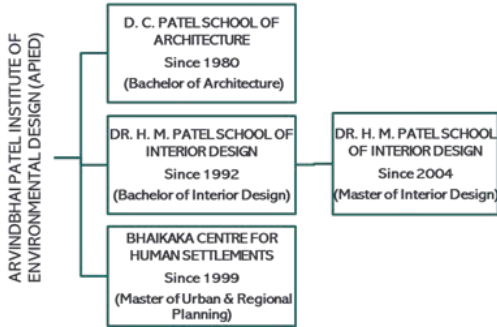 ARVINDBHAI PATEL INSTITUTE OF
ENVIRONMENTAL DESIGN (APIED)
D. C. PATEL SCHOOL OF
ARCHITECTURE
Since 1980
(Bachelor of Architecture)
DR. H. M. PATEL SCHOOL OF
INTERIOR DESIGN
Since 1992
(Bachelor of Interior Design)
DR. H. M. PATEL SCHOOL
OF INTERIOR DESIGN
Since 2004
(Master of Interior Design)
BHAIKAKA CENTRE FOR
HUMAN SETTLEMENTS
Since 1999
(Master of Urban & Regional
Planning)